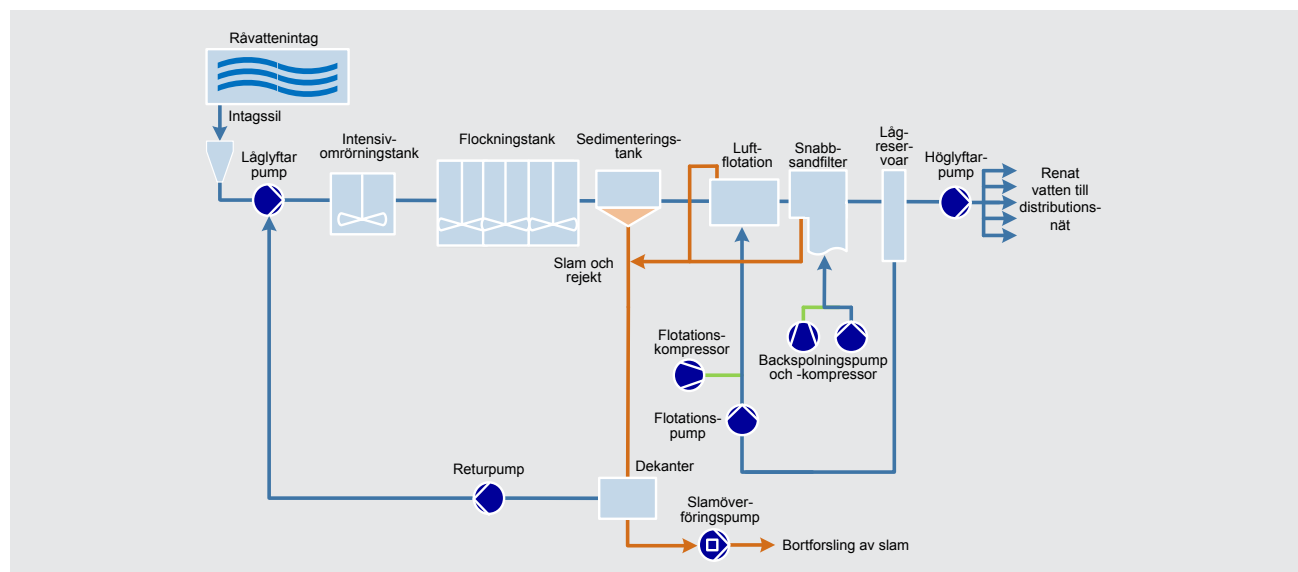 Råvattenintag
Intagssil
Låglyftar
pump
Intensiv-
omrörningstank
Flockningstank
Sedimenterings-
tank
Luft-
flotation
Snabb-
sandfilter
Låg-
reser-
voar
Höglyftar-
pump
Renat
vatten till
distributions-
nät
Slam och
rejekt
Flotations-
kompressor
Backspolningspump
och -kompressor
Flotations-
pump
Returpump
Dekanter
Slamöver-
föringspump
Bortforsling av slam